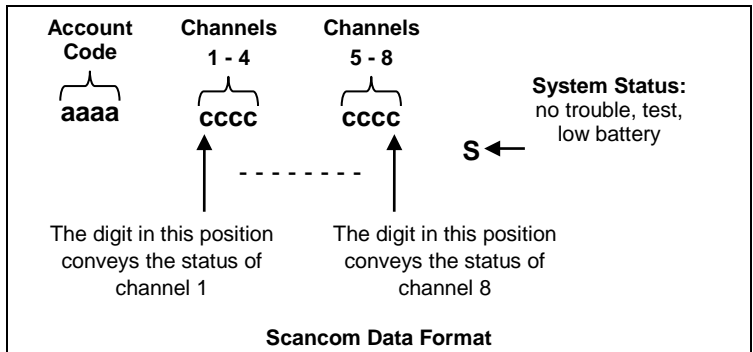 Account
Code
aaaa
Channels
1 - 4
cccc
Channels
5 - 8
cccc
System Status:
no trouble, test,
low battery
S
- - - - - - - -
The digit in this position
conveys the status of
channel 1
The digit in this position
conveys the status of
channel 8
Scancom Data Format